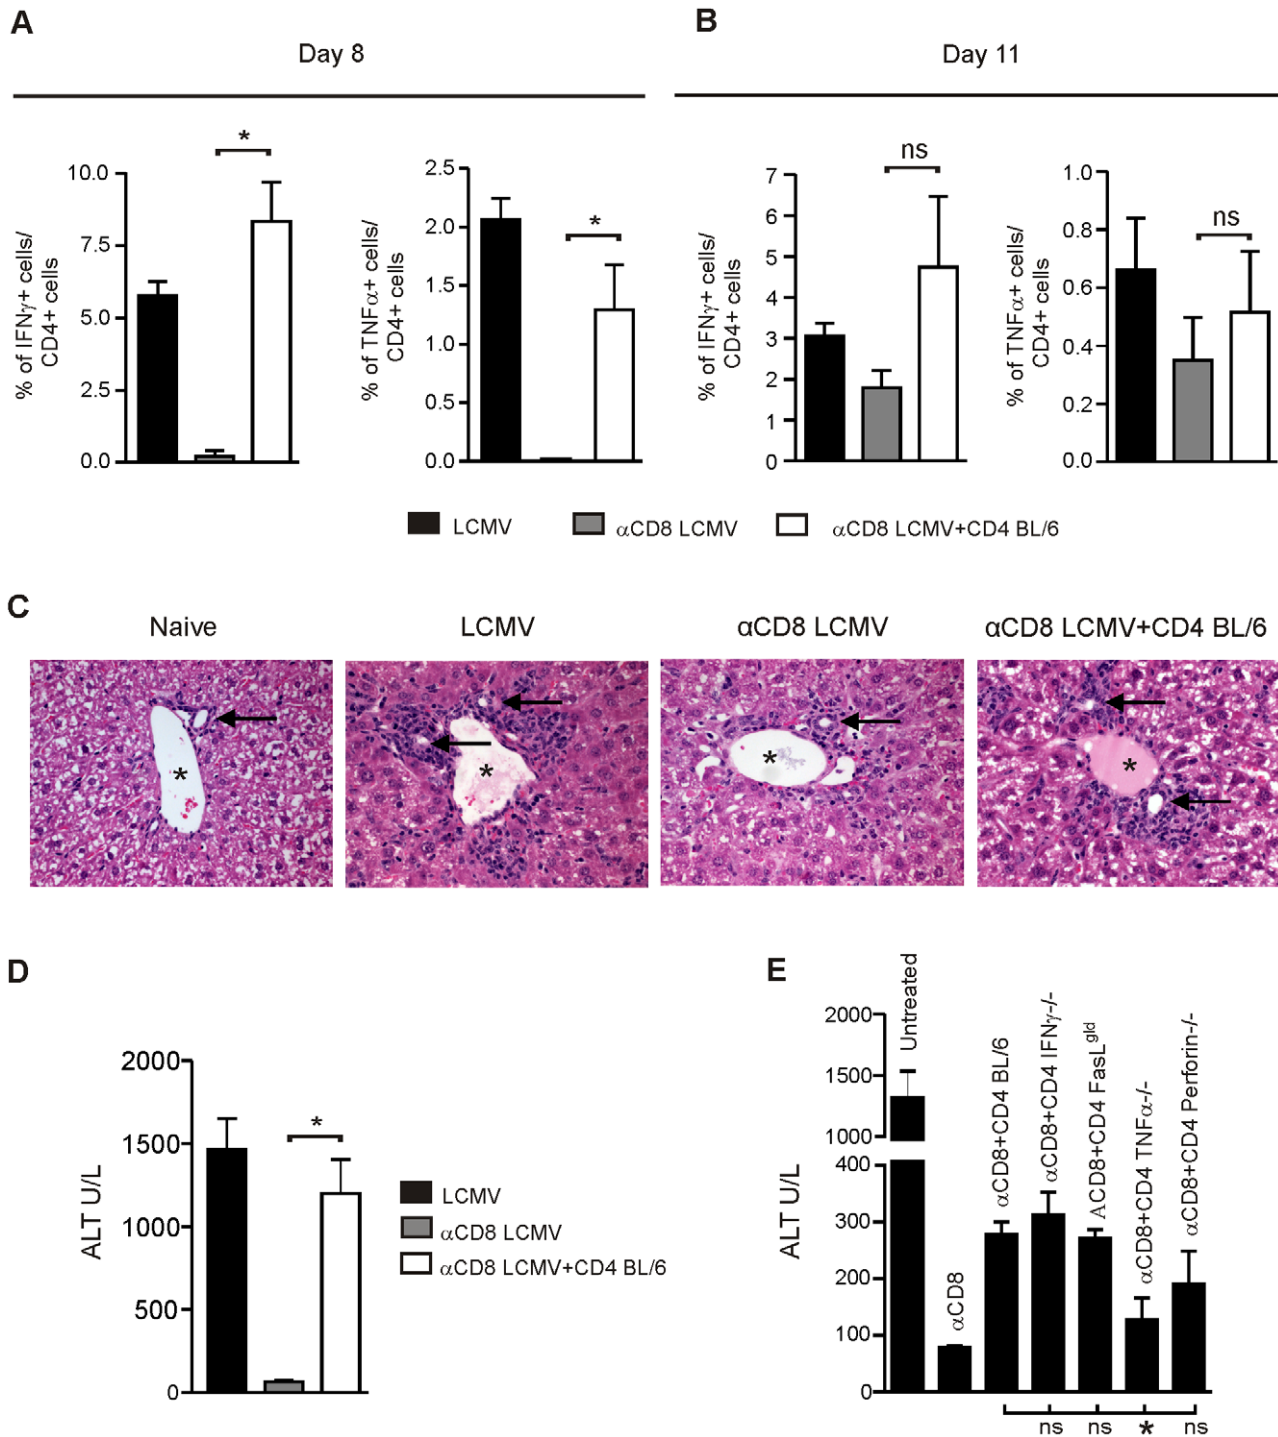 A
Day 8
B
Day 11
*
10.0
7.5
5.0
2.5
0.0
% of IFNγ+ cells/
CD4+ cells
*
2.5
2.0
1.5
1.0
0.5
0.0
% of TNFα+ cells/
CD4+ cells
ns
7
6
5
4
3
2
1
0
% of IFNγ+ cells/
CD4+ cells
ns
1.0
0.8
0.6
0.4
0.2
0.0
% of TNFα+ cells/
CD4+ cells
LCMV
αCD8 LCMV
αCD8 LCMV+CD4 BL/6
C
Naive
LCMV
αCD8 LCMV
αCD8 LCMV+CD4 BL/6
*
*
*
*
D
2000
1500
1000
500
0
ALT U/L
*
LCMV
αCD8 LCMV
αCD8 LCMV+CD4 BL/6
E
2000
1500
1000
400
300
200
100
0
ALT U/L
Untreated
αCD8
αCD8+CD4 BL/6
αCD8+CD4 IFNγ-/-
ACD8+CD4 FasLgld
αCD8+CD4 TNFα-/-
αCD8+CD4 Perforin-/-
ns
ns
*
ns